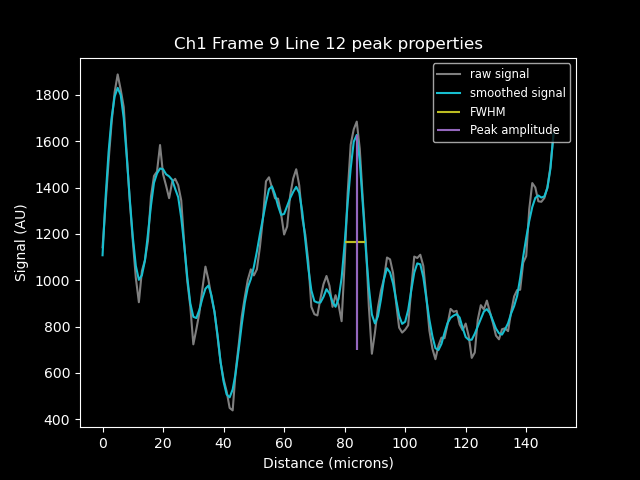 Ch1 Frame 9 Line 12 peak properties
raw signal
smoothed signal
FWHM
Peak amplitude
Signal (AU)
1800
1600
1400
1200
1000
800
600
400
0 20 40 60 80 100 120 140
Distance (microns)